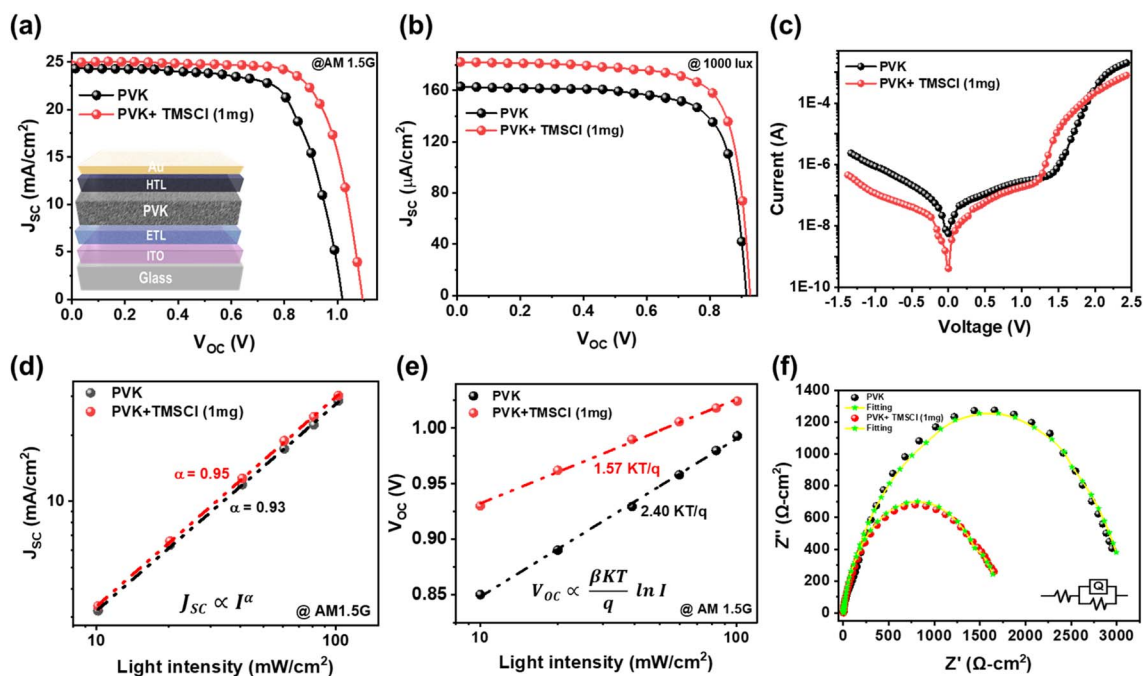 (a)
25
20
15
10
5
0
0.0 0.2 0.4 0.6 0.8 1.0
J_SC (mA/cm²)
V_OC (V)
@AM 1.5G
PVK
PVK+ TMSCl (1mg)
Au
HTL
PVK
ETL
ITO
Glass
(b)
160
120
80
40
0
0.0 0.2 0.4 0.6 0.8
J_SC (µA/cm²)
V_OC (V)
@ 1000 lux
PVK
PVK+ TMSCl (1mg)
(c)
1E-4
1E-6
1E-8
1E-10
-1.5 -1.0 -0.5 0.0 0.5 1.0 1.5 2.0 2.5
Current (A)
Voltage (V)
PVK
PVK+ TMSCl (1mg)
(d)
PVK
PVK+TMSCl (1mg)
α = 0.95
α = 0.93
J_SC ∝ I^α
@ AM1.5G
10
10 100
J_SC (mA/cm²)
Light intensity (mW/cm²)
(e)
PVK
PVK+TMSCl (1mg)
1.57 KT/q
2.40 KT/q
V_OC ∝ βKT/q ln I
@ AM 1.5G
1.00
0.95
0.90
0.85
10 100
V_OC (V)
Light intensity (mW/cm²)
(f)
PVK
Fitting
PVK+ TMSCl (1mg)
Fitting
Q
1400
1200
1000
800
600
400
200
0
0 500 1000 1500 2000 2500 3000
Z'' (Ω-cm²)
Z' (Ω-cm²)